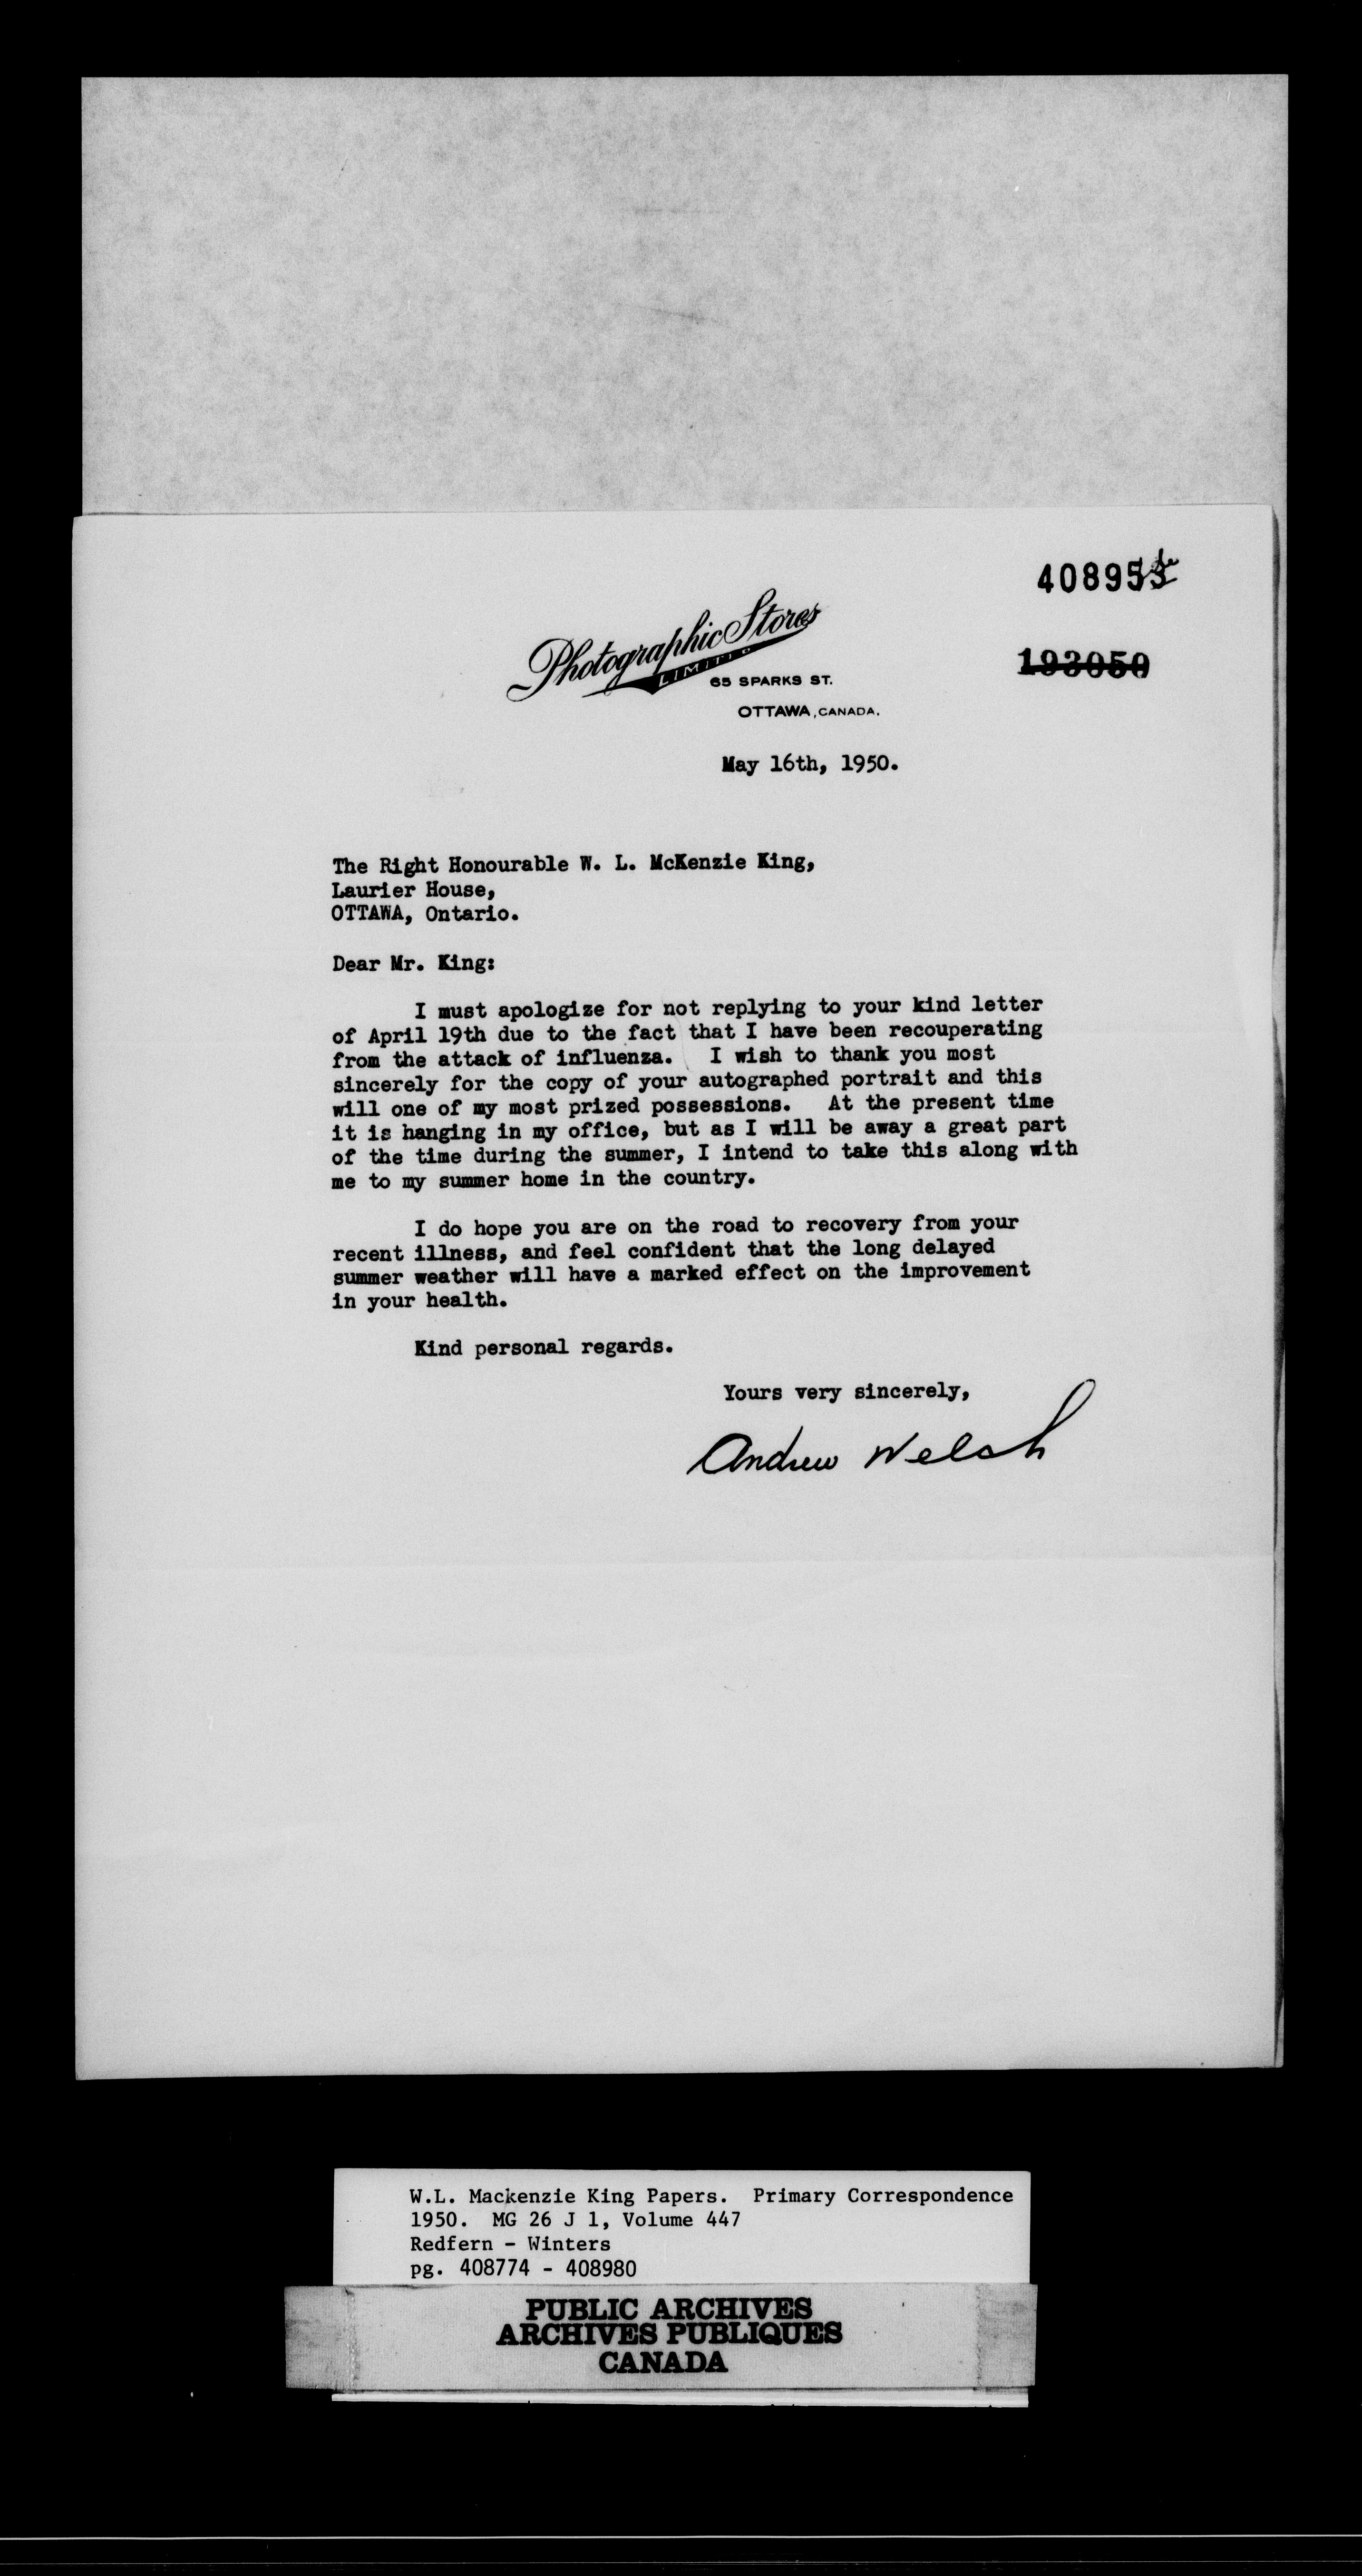 40895
193050
Photographic Stores
LIMITED
65 SPARKS ST.
OTTAWA, CANADA.
May 16th, 1950.
The Right Honourable W. L. McKenzie King,
Laurier House,
OTTAWA, Ontario.
Dear Mr. King:
I must apologize for not replying to your kind letter
of April 19th due to the fact that I have been recouperating
from the attack of influenza. I wish to thank you most
sincerely for the copy of your autographed portrait and this
will one of my most prized possessions. At the present time
it is hanging in my office, but as I will be away a great part
of the time during the summer, I intend to take this along with
me to my summer home in the country.
I do hope you are on the road to recovery from your
recent illness, and feel confident that the long delayed
summer weather will have a marked effect on the improvement
in your health.
Kind personal regards.
Yours very sincerely,
Andrew Welsh
W.L. Mackenzie King Papers. Primary Correspondence
1950. MG 26 J 1, Volume 447
Redfern - Winters
pg. 408774 - 408980
PUBLIC ARCHIVES
ARCHIVES PUBLIQUES
CANADA